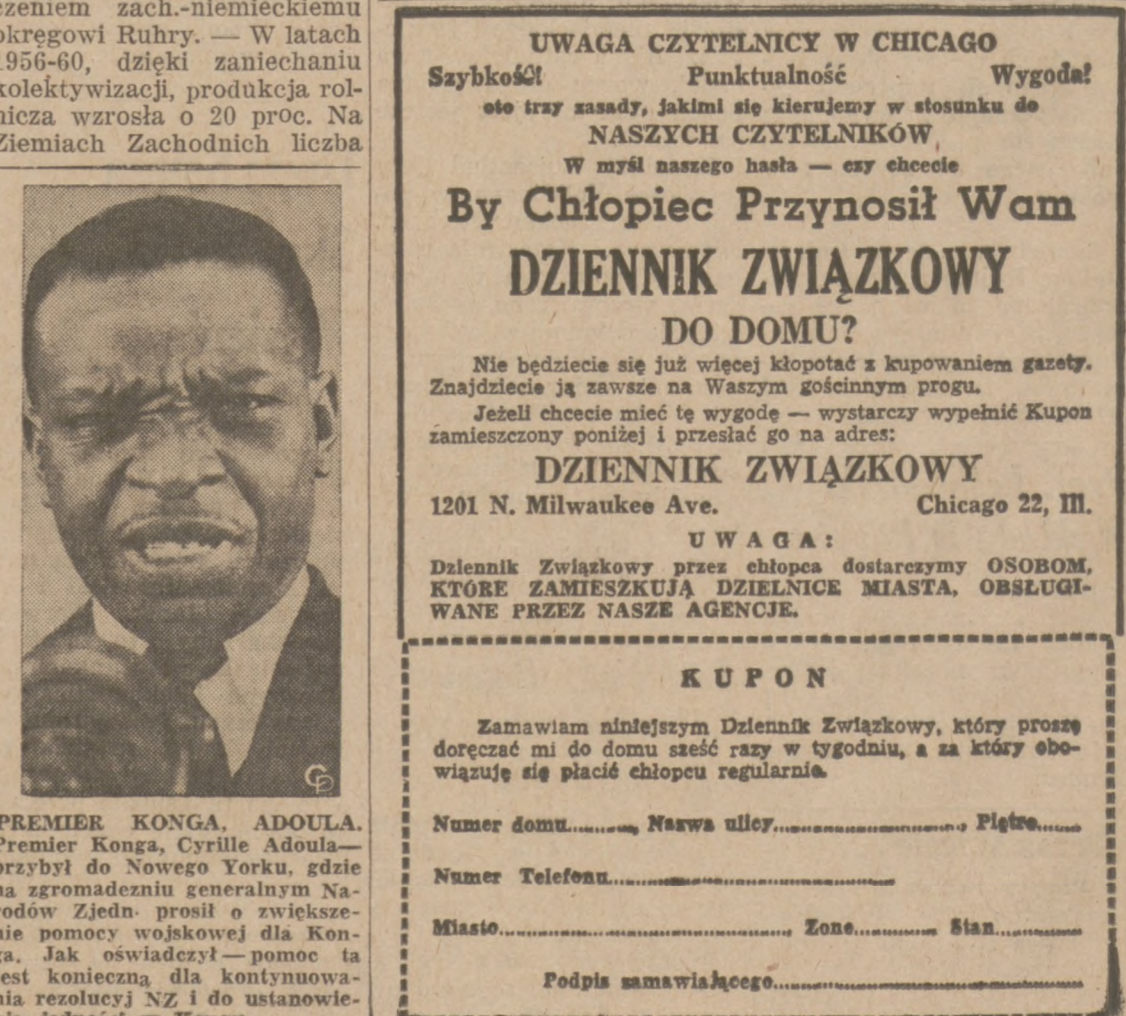 czeniem zach.-niemieckiemu
okręgowi Ruhry. — W latach
1956-60, dzięki zaniechaniu
kolektywizacji, produkcja rol-
nicza wzrosła o 20 proc. Na
Ziemiach Zachodnich liczba
PREMIER KONGA, ADOULA.
Premier Konga, Cyrille Adoula—
przybył do Nowego Yorku, gdzie
na zgromadezniu generalnym Na-
rodów Zjedn. prosił o zwiększe-
nie pomocy wojskowej dla Kon-
ga. Jak oświadczył — pomoc ta
jest konieczną dla kontynuowa-
nia rezolucyj NZ i do ustanowie-
UWAGA CZYTELNICY W CHICAGO
Szybkość! Punktualność Wygoda!
oto trzy zasady, jakimi się kierujemy w stosunku do
NASZYCH CZYTELNIKÓW
W myśl naszego hasła — czy chcecie
By Chłopiec Przynosił Wam
DZIENNIK ZWIĄZKOWY
DO DOMU?
Nie będziecie się już więcej kłopotać z kupowaniem gazety.
Znajdziecie ją zawsze na Waszym gościnnym progu.
Jeżeli chcecie mieć tę wygodę — wystarczy wypełnić Kupon
zamieszczony poniżej i przesłać go na adres:
DZIENNIK ZWIĄZKOWY
1201 N. Milwaukee Ave. Chicago 22, Ill.
UWAGA:
Dziennik Związkowy przez chłopca dostarczymy OSOBOM,
KTÓRE ZAMIESZKUJĄ DZIELNICE MIASTA, OBSŁUGI-
WANE PRZEZ NASZE AGENCJE.
KUPON
Zamawiam niniejszym Dziennik Związkowy, który proszę
doręczać mi do domu sześć razy w tygodniu, a za który obo-
wiązuję się płacić chłopcu regularnie.
Numer domu........, Nazwa ulicy........................, Piętro......
Numer Telefonu....................................
Miasto....................................... Zone........... Stan............
Podpis zamawiającego.........................................